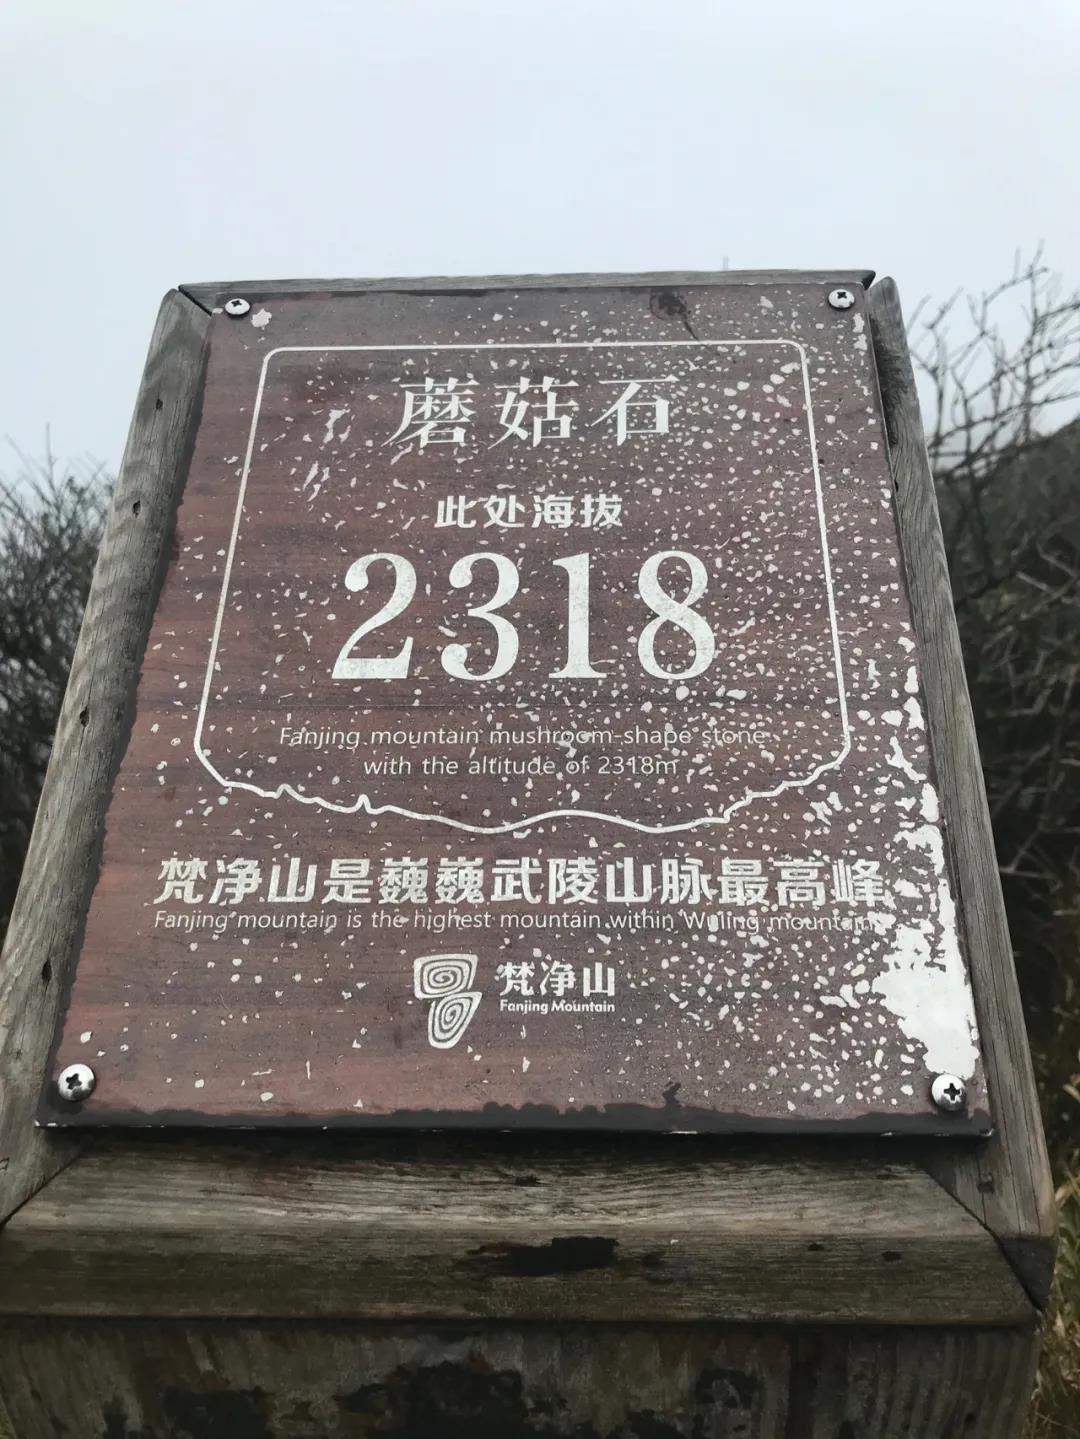 蘑菇石
此处海拔
2318
Fanjing mountain mushroom-shape stone
with the altitude of 2318m
梵净山是巍巍武陵山脉最高峰
Fanjing mountain is the highest mountain within Wuling mountain
梵净山
Fanjing Mountain